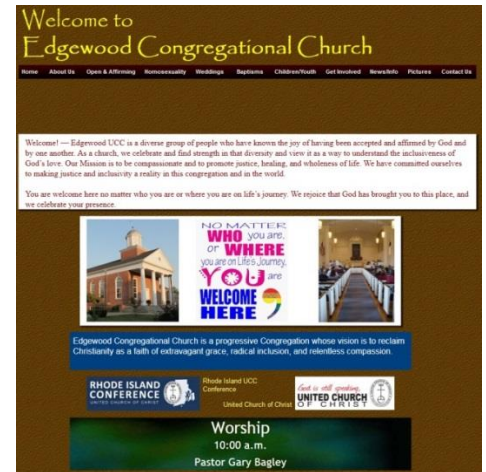 Welcome to
Edgewood Congregational Church
Home About Us Open & Affirming Homosexuality Weddings Baptisms Children/Youth Get Involved News/Info Pictures Contact Us
Welcome! — Edgewood UCC is a diverse group of people who have known the joy of having been accepted and affirmed by God and
by one another. As a church, we celebrate and find strength in that diversity and view it as a way to understand the inclusiveness of
God's love. Our Mission is to be compassionate and to promote justice, healing, and wholeness of life. We have committed ourselves
to making justice and inclusivity a reality in this congregation and in the world.
You are welcome here no matter who you are or where you are on life's journey. We rejoice that God has brought you to this place, and
we celebrate your presence.
NO MATTER
WHO you are,
or WHERE
you are on Life's Journey,
YOU are
WELCOME
HERE
Edgewood Congregational Church is a progressive Congregation whose vision is to reclaim
Christianity as a faith of extravagant grace, radical inclusion, and relentless compassion.
RHODE ISLAND
CONFERENCE
UNITED CHURCH OF CHRIST
Rhode Island UCC
Conference
United Church of Christ
God is still speaking,
UNITED CHURCH
OF CHRIST
Worship
10:00 a.m.
Pastor Gary Bagley